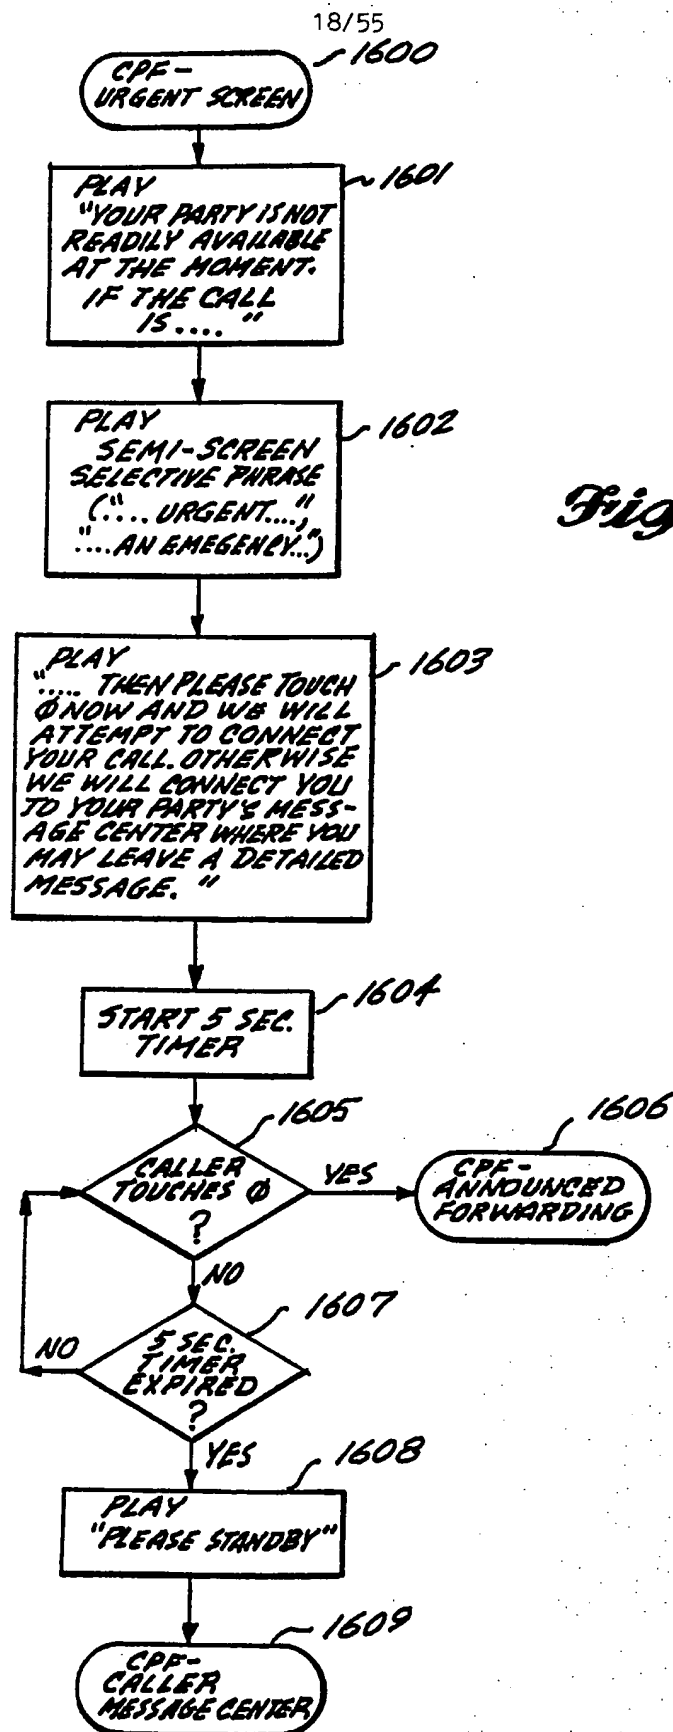 18/55
1600
CPF-
URGENT SCREEN
1601
PLAY
"YOUR PARTY IS NOT
READILY AVAILABLE
AT THE MOMENT.
IF THE CALL
IS .... "
1602
PLAY
SEMI-SCREEN
SELECTIVE PHRASE
("... URGENT....,"
"....AN EMEGENCY...")
Fig
1603
PLAY
"..... THEN PLEASE TOUCH
Ø NOW AND WE WILL
ATTEMPT TO CONNECT
YOUR CALL. OTHERWISE
WE WILL CONNECT YOU
TO YOUR PARTY'S MESS-
AGE CENTER WHERE YOU
MAY LEAVE A DETAILED
MESSAGE. "
1604
START 5 SEC.
TIMER
1605
CALLER
TOUCHES Ø
?
YES
1606
CPF-
ANNOUNCED
FORWARDING
NO
1607
5 SEC.
TIMER
EXPIRED
?
NO
YES
1608
PLAY
"PLEASE STANDBY"
1609
CPF-
CALLER
MESSAGE CENTER